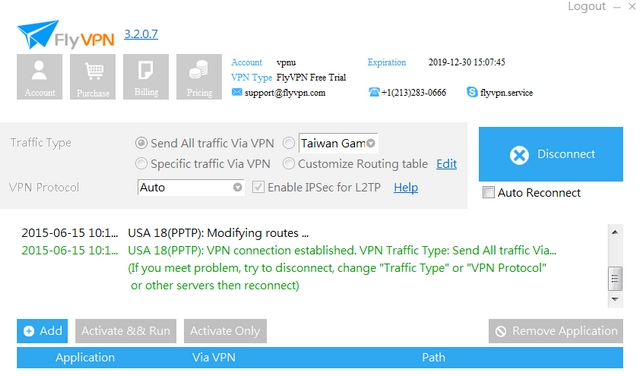 Logout
FlyVPN 3.2.0.7
Account Purchase Billing Pricing
Account vpnu Expiration 2019-12-30 15:07:45
VPN Type FlyVPN Free Trial
support@flyvpn.com +1(213)283-0666 flyvpn.service
Traffic Type Send All traffic Via VPN Taiwan Gam
Specific traffic Via VPN Customize Routing table Edit
VPN Protocol Auto Enable IPSec for L2TP Help
Disconnect
Auto Reconnect
2015-06-15 10:1... USA 18(PPTP): Modifying routes ...
2015-06-15 10:1... USA 18(PPTP): VPN connection established. VPN Traffic Type: Send All traffic Via...
(If you meet problem, try to disconnect, change "Traffic Type" or "VPN Protocol"
or other servers then reconnect)
Add Activate && Run Activate Only Remove Application
Application Via VPN Path